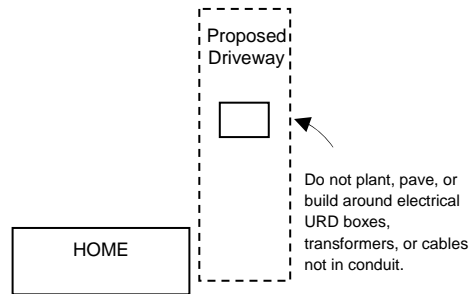 Proposed
Driveway
Do not plant, pave, or
build around electrical
URD boxes,
transformers, or cables
not in conduit.
HOME